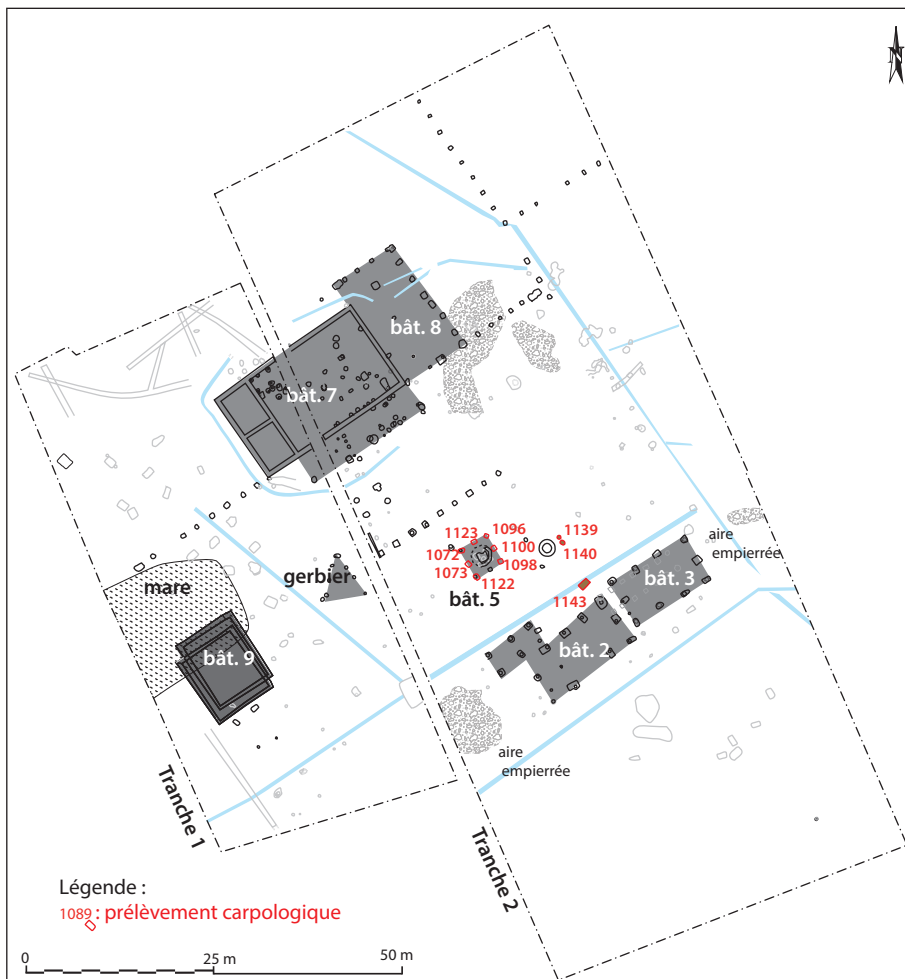 N
bât. 8
bât. 7
1096
1123
1139
1072
1100
1140
1098
1073
1122
aire
empierrée
gerbier
bât. 3
mare
bât. 5
1143
bât. 9
bât. 2
aire
empierrée
Tranche 1
Tranche 2
Légende :
1089 : prélèvement carpologique
0 25 m 50 m